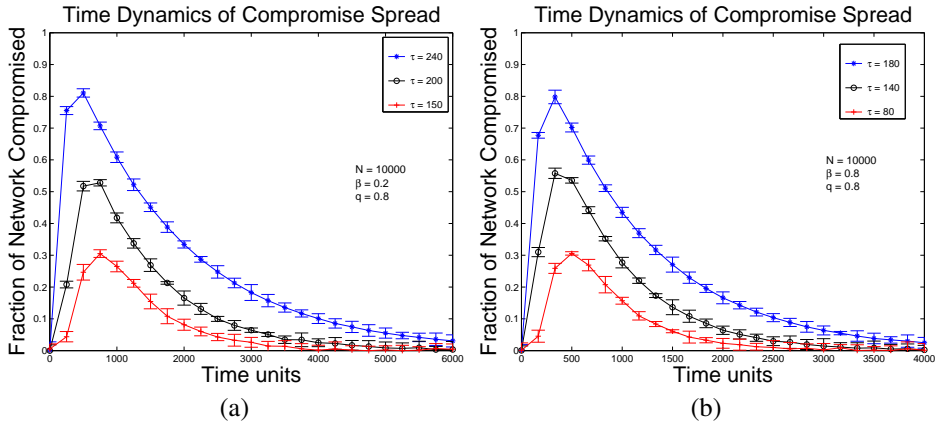 Time Dynamics of Compromise Spread
Fraction of Network Compromised
1
0.9
0.8
0.7
0.6
0.5
0.4
0.3
0.2
0.1
0
τ = 240
τ = 200
τ = 150
N = 10000
β = 0.2
q = 0.8
0 1000 2000 3000 4000 5000 6000
Time units
(a)
Time Dynamics of Compromise Spread
Fraction of Network Compromised
1
0.9
0.8
0.7
0.6
0.5
0.4
0.3
0.2
0.1
0
τ = 180
τ = 140
τ = 80
N = 10000
β = 0.8
q = 0.8
0 500 1000 1500 2000 2500 3000 3500 4000
Time units
(b)